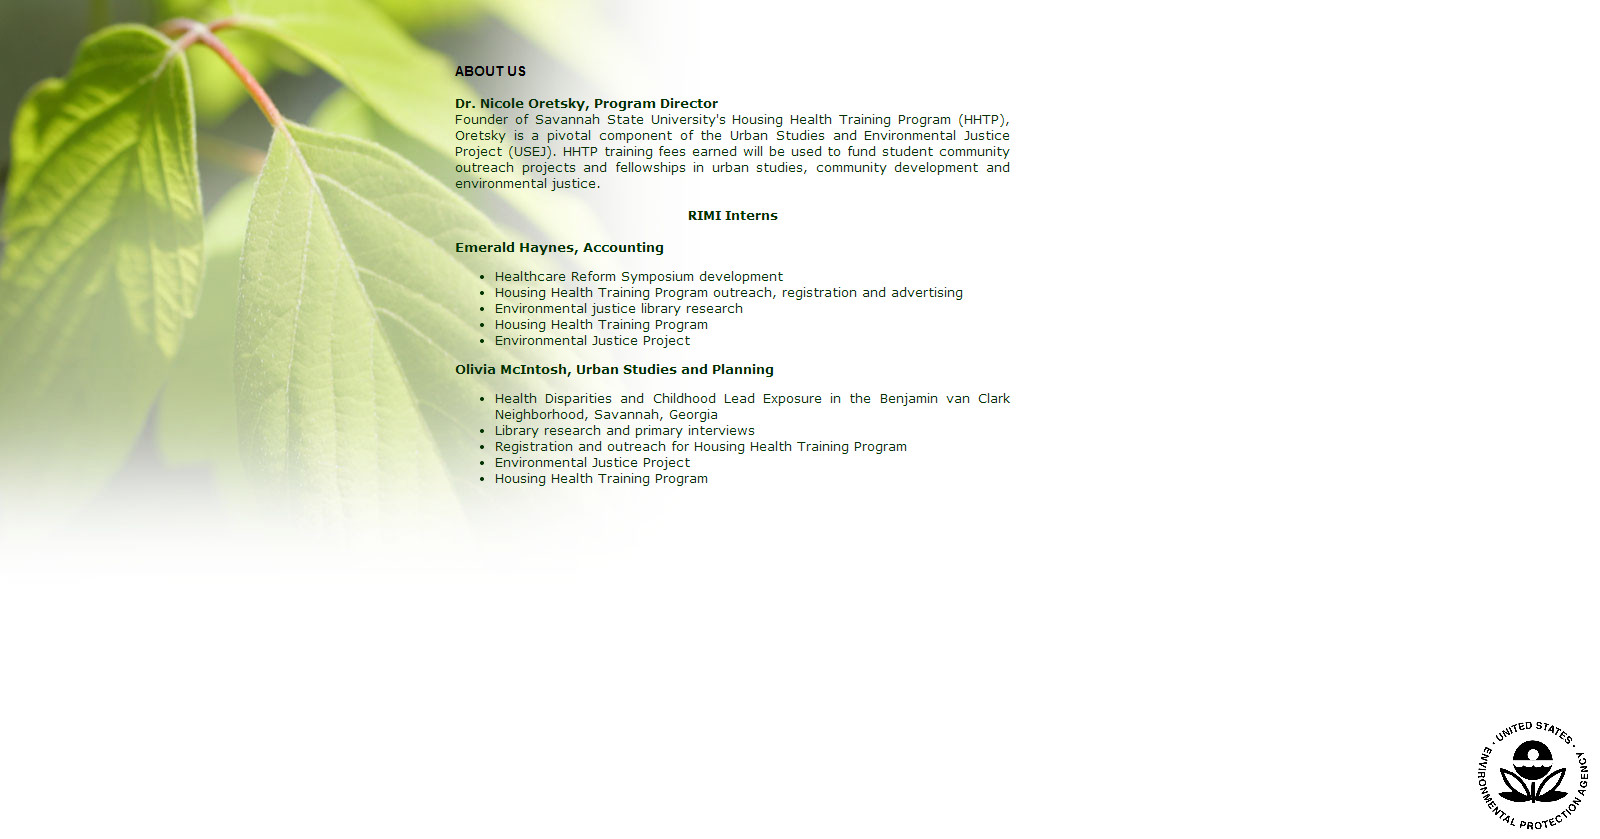 ABOUT US
Dr. Nicole Oretsky, Program Director
Founder of Savannah State University's Housing Health Training Program (HHTP),
Oretsky is a pivotal component of the Urban Studies and Environmental Justice
Project (USEJ). HHTP training fees earned will be used to fund student community
outreach projects and fellowships in urban studies, community development and
environmental justice.
RIMI Interns
Emerald Haynes, Accounting
• Healthcare Reform Symposium development
• Housing Health Training Program outreach, registration and advertising
• Environmental justice library research
• Housing Health Training Program
• Environmental Justice Project
Olivia McIntosh, Urban Studies and Planning
• Health Disparities and Childhood Lead Exposure in the Benjamin van Clark
Neighborhood, Savannah, Georgia
• Library research and primary interviews
• Registration and outreach for Housing Health Training Program
• Environmental Justice Project
• Housing Health Training Program
· UNITED STATES ·
ENVIRONMENTAL PROTECTION AGENCY